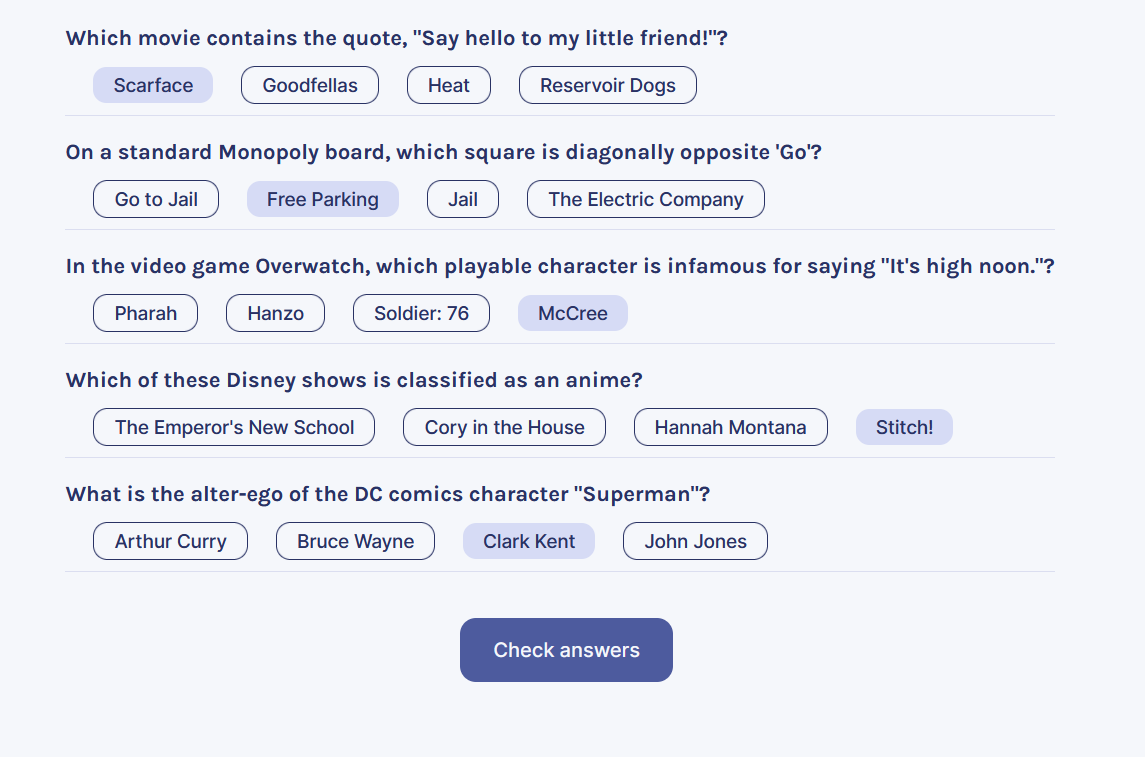 Which movie contains the quote, "Say hello to my little friend!"?
Scarface Goodfellas Heat Reservoir Dogs
On a standard Monopoly board, which square is diagonally opposite 'Go'?
Go to Jail Free Parking Jail The Electric Company
In the video game Overwatch, which playable character is infamous for saying "It's high noon."?
Pharah Hanzo Soldier: 76 McCree
Which of these Disney shows is classified as an anime?
The Emperor's New School Cory in the House Hannah Montana Stitch!
What is the alter-ego of the DC comics character "Superman"?
Arthur Curry Bruce Wayne Clark Kent John Jones
Check answers